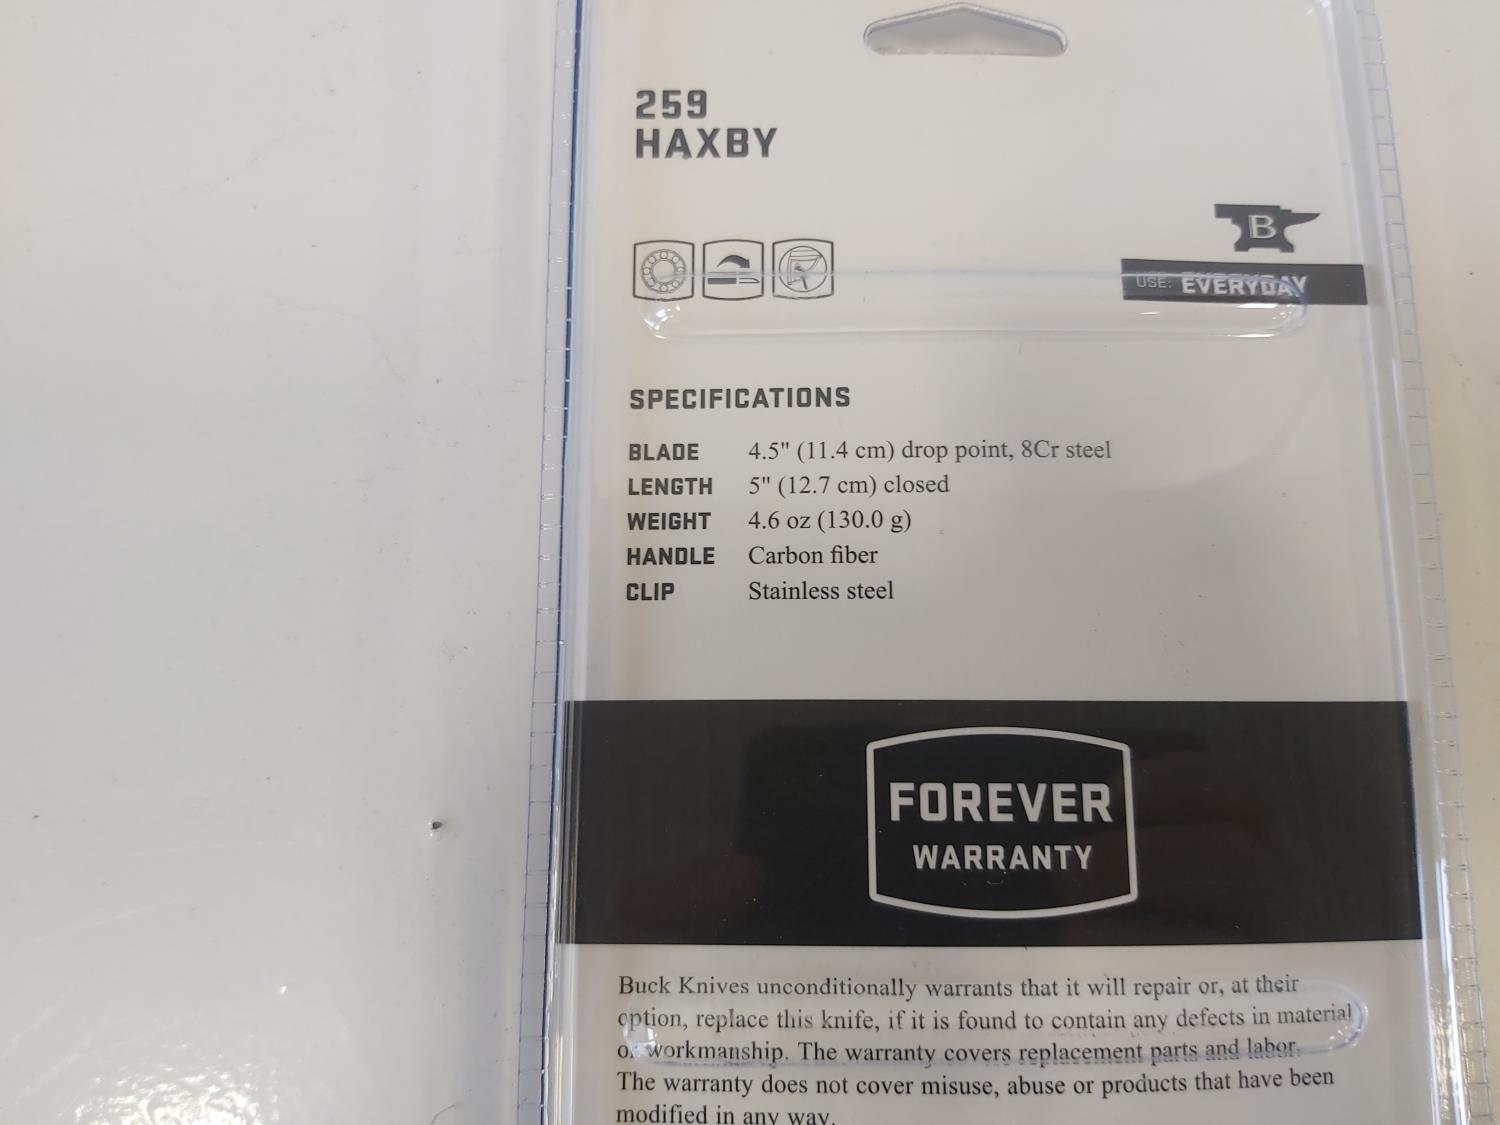 259
HAXBY
B
USE: EVERYDAY
SPECIFICATIONS
BLADE 4.5" (11.4 cm) drop point, 8Cr steel
LENGTH 5" (12.7 cm) closed
WEIGHT 4.6 oz (130.0 g)
HANDLE Carbon fiber
CLIP Stainless steel
FOREVER
WARRANTY
Buck Knives unconditionally warrants that it will repair or, at their
option, replace this knife, if it is found to contain any defects in material
or workmanship. The warranty covers replacement parts and labor.
The warranty does not cover misuse, abuse or products that have been
modified in any way.